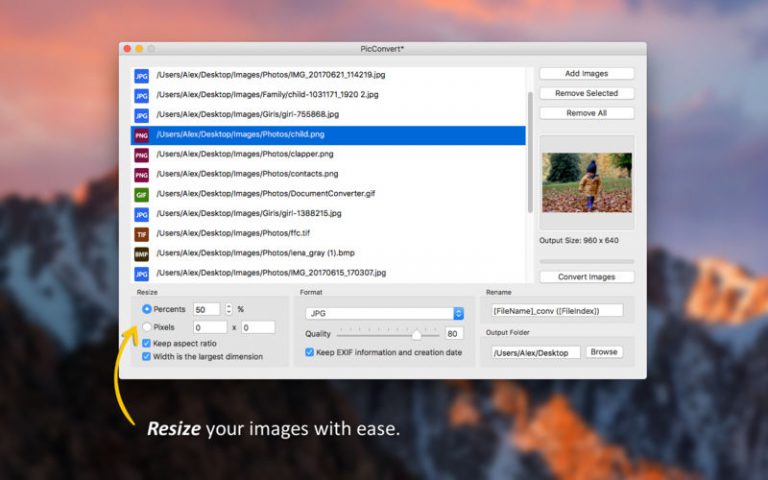 PicConvert*
JPG /Users/Alex/Desktop/Images/Photos/IMG_20170621_114219.jpg
JPG /Users/Alex/Desktop/Images/Family/child-1031171_1920 2.jpg
JPG /Users/Alex/Desktop/Images/Girls/girl-755868.jpg
PNG /Users/Alex/Desktop/Images/Photos/child.png
PNG /Users/Alex/Desktop/Images/Photos/clapper.png
PNG /Users/Alex/Desktop/Images/Photos/contacts.png
GIF /Users/Alex/Desktop/Images/Photos/DocumentConverter.gif
JPG /Users/Alex/Desktop/Images/Girls/girl-1388215.jpg
TIF /Users/Alex/Desktop/Images/Photos/ffc.tif
BMP /Users/Alex/Desktop/Images/Photos/lena_gray (1).bmp
JPG /Users/Alex/Desktop/Images/Photos/IMG_20170615_170307.jpg
Add Images
Remove Selected
Remove All
Output Size: 960 x 640
Convert Images
Resize
Percents 50 %
Pixels 0 x 0
Keep aspect ratio
Width is the largest dimension
Format
JPG
Quality 80
Keep EXIF information and creation date
Rename
[FileName]_conv ([FileIndex])
Output Folder
/Users/Alex/Desktop Browse
Resize your images with ease.